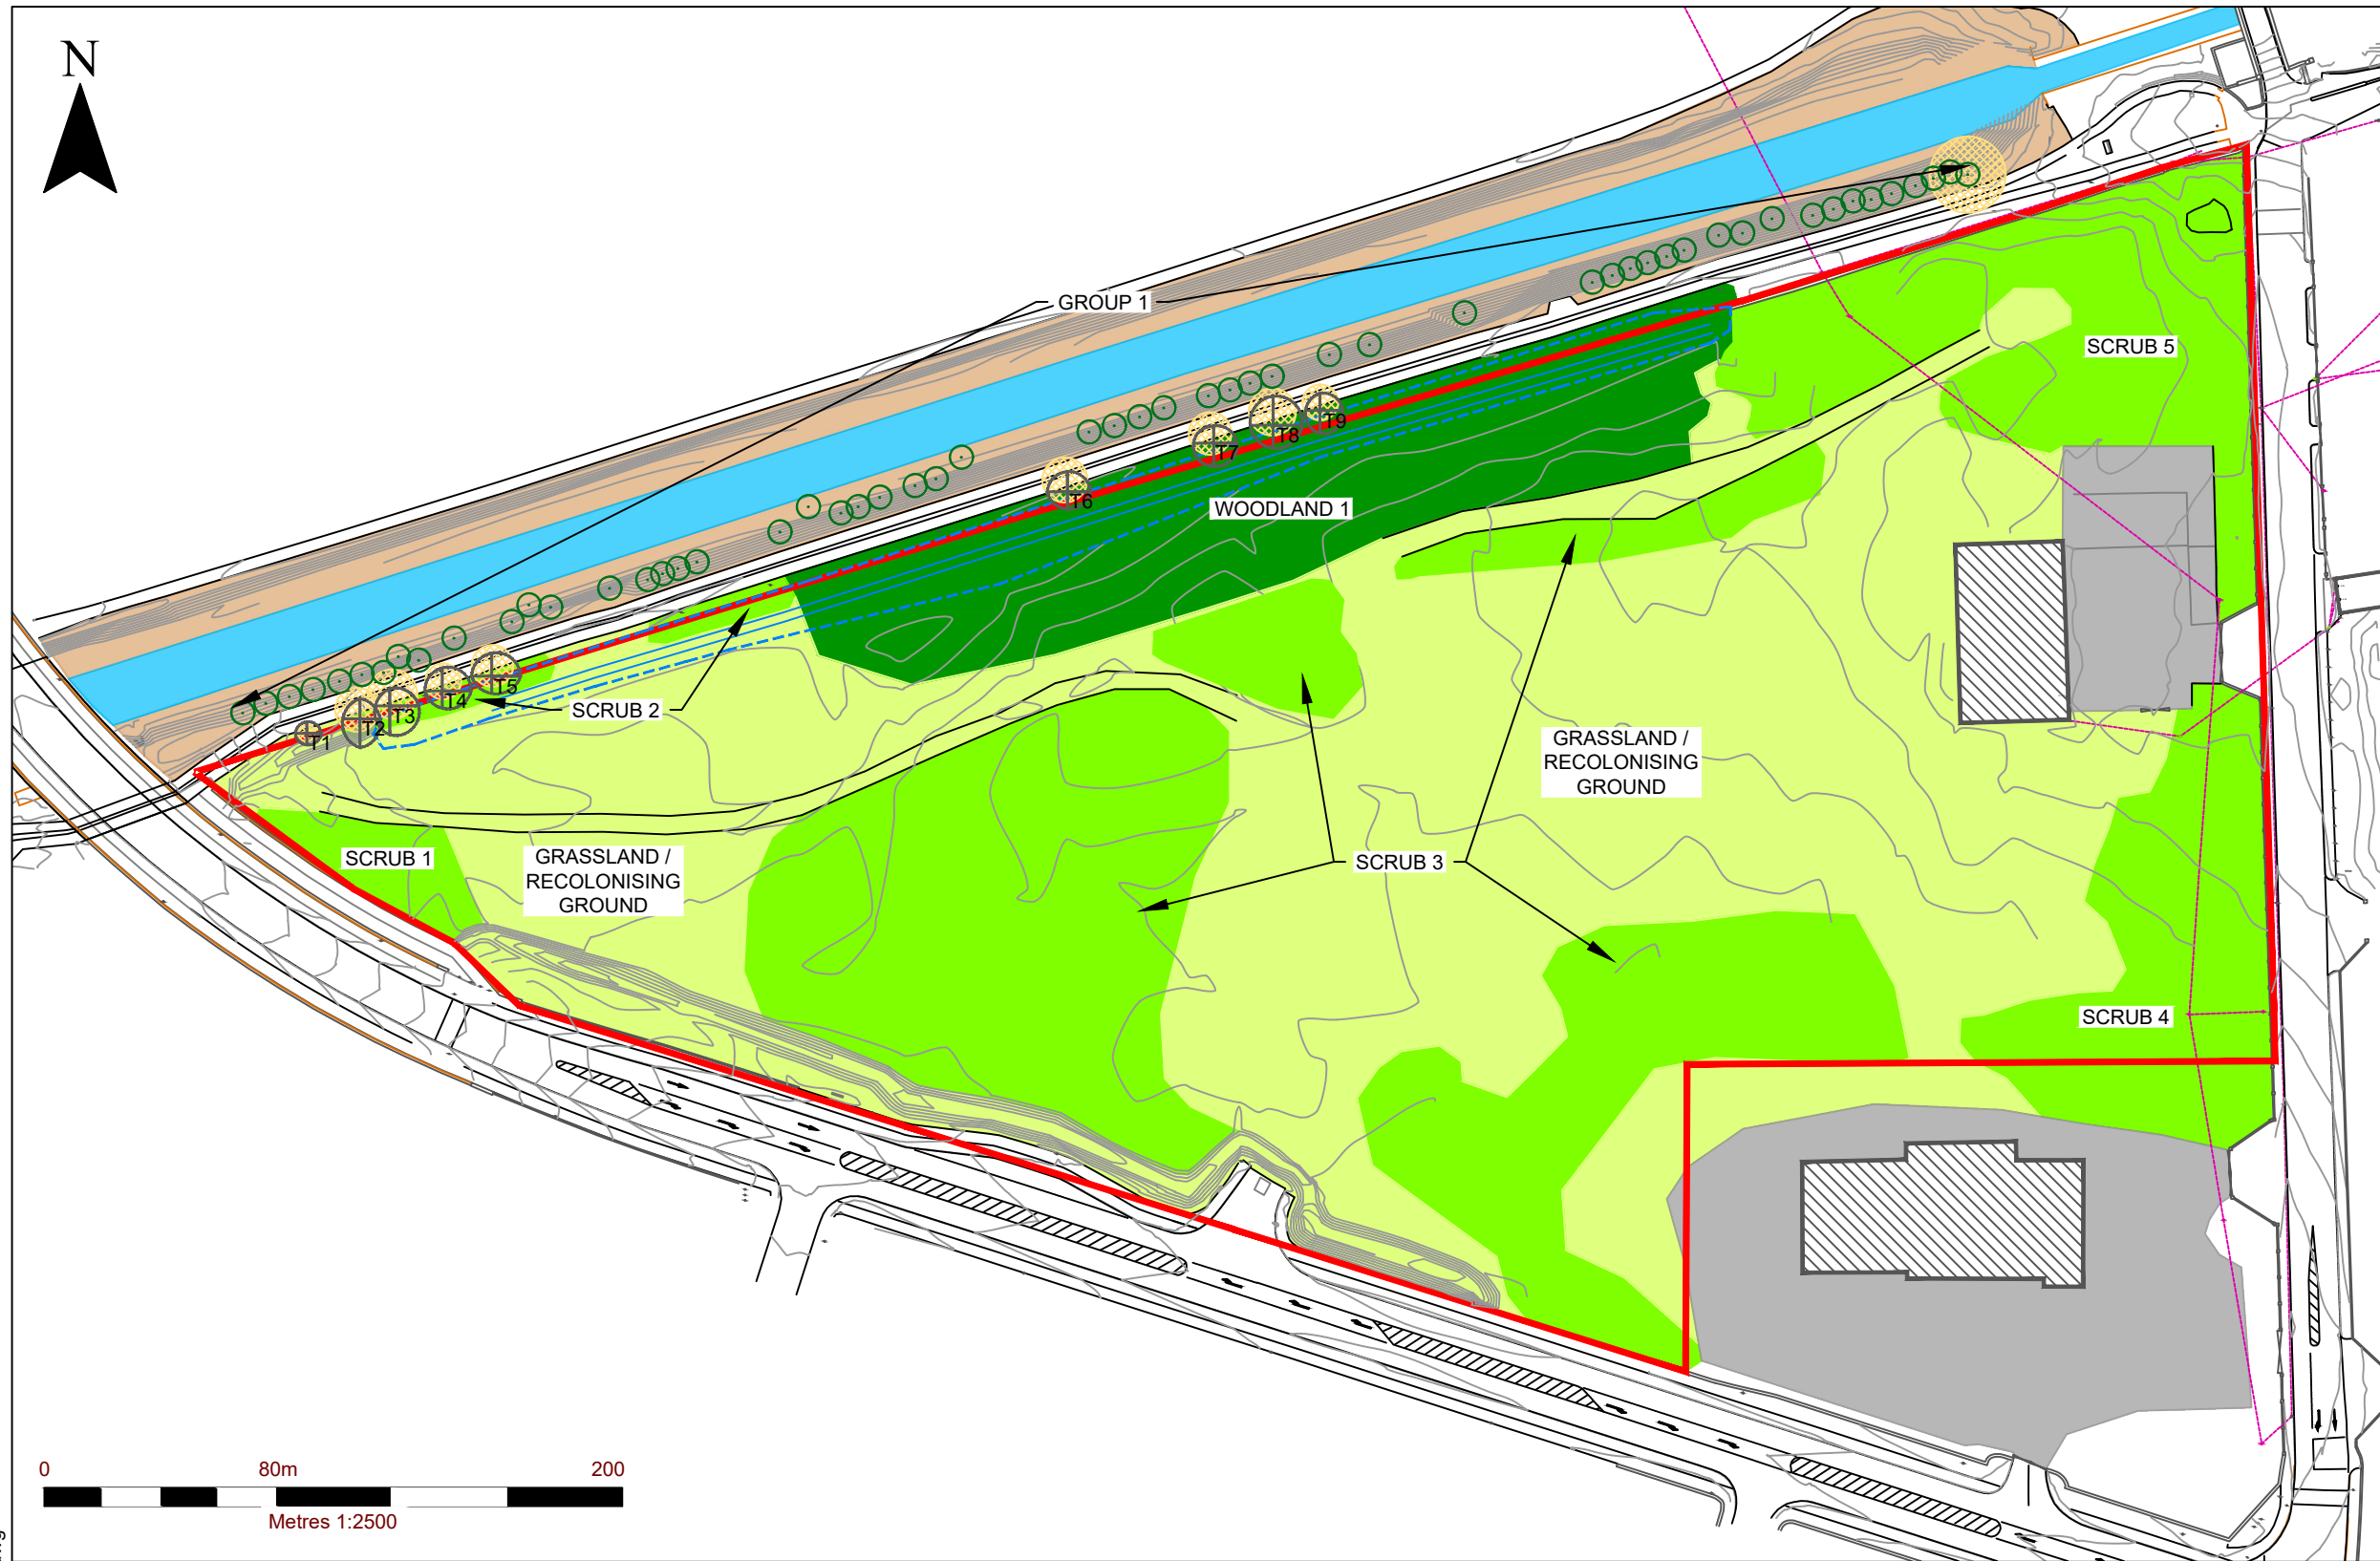 N
GROUP 1
SCRUB 5
T9
T8
T7
T6
WOODLAND 1
T5
T4
T3
T2
T1
SCRUB 2
GRASSLAND /
RECOLONISING
GROUND
SCRUB 1
GRASSLAND /
RECOLONISING
GROUND
SCRUB 3
SCRUB 4
0 80m 200
Metres 1:2500